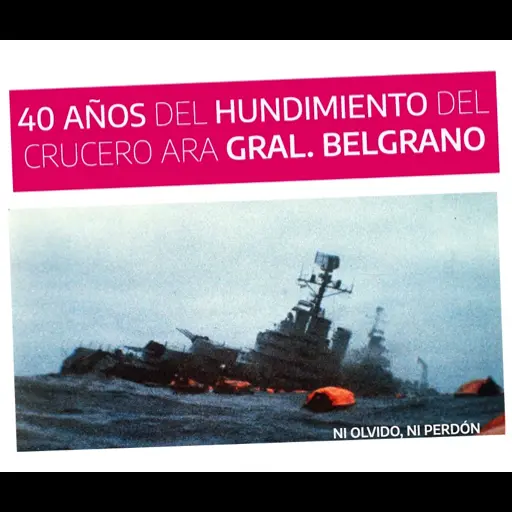 40 AÑOS DEL HUNDIMIENTO DEL
CRUCERO ARA GRAL. BELGRANO
NI OLVIDO, NI PERDÓN